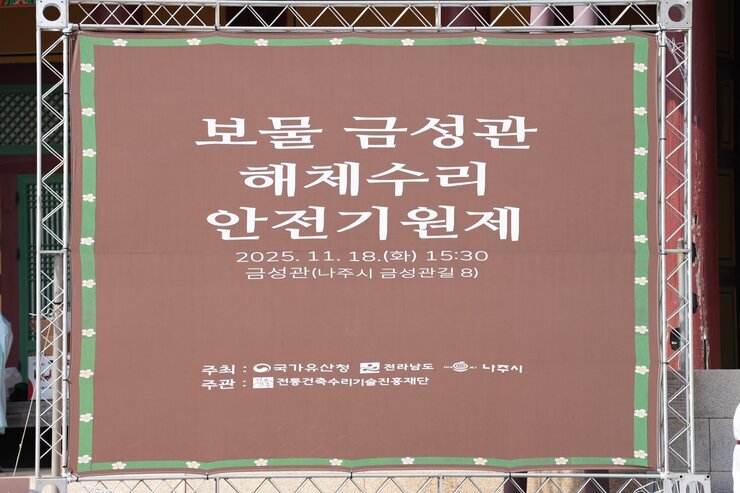 보물 금성관
해체수리
안전기원제
2025. 11. 18.(화) 15:30
금성관(나주시 금성관길 8)
주최 : 국가유산청 전라남도 나주시
주관 : 전통건축수리기술진흥재단